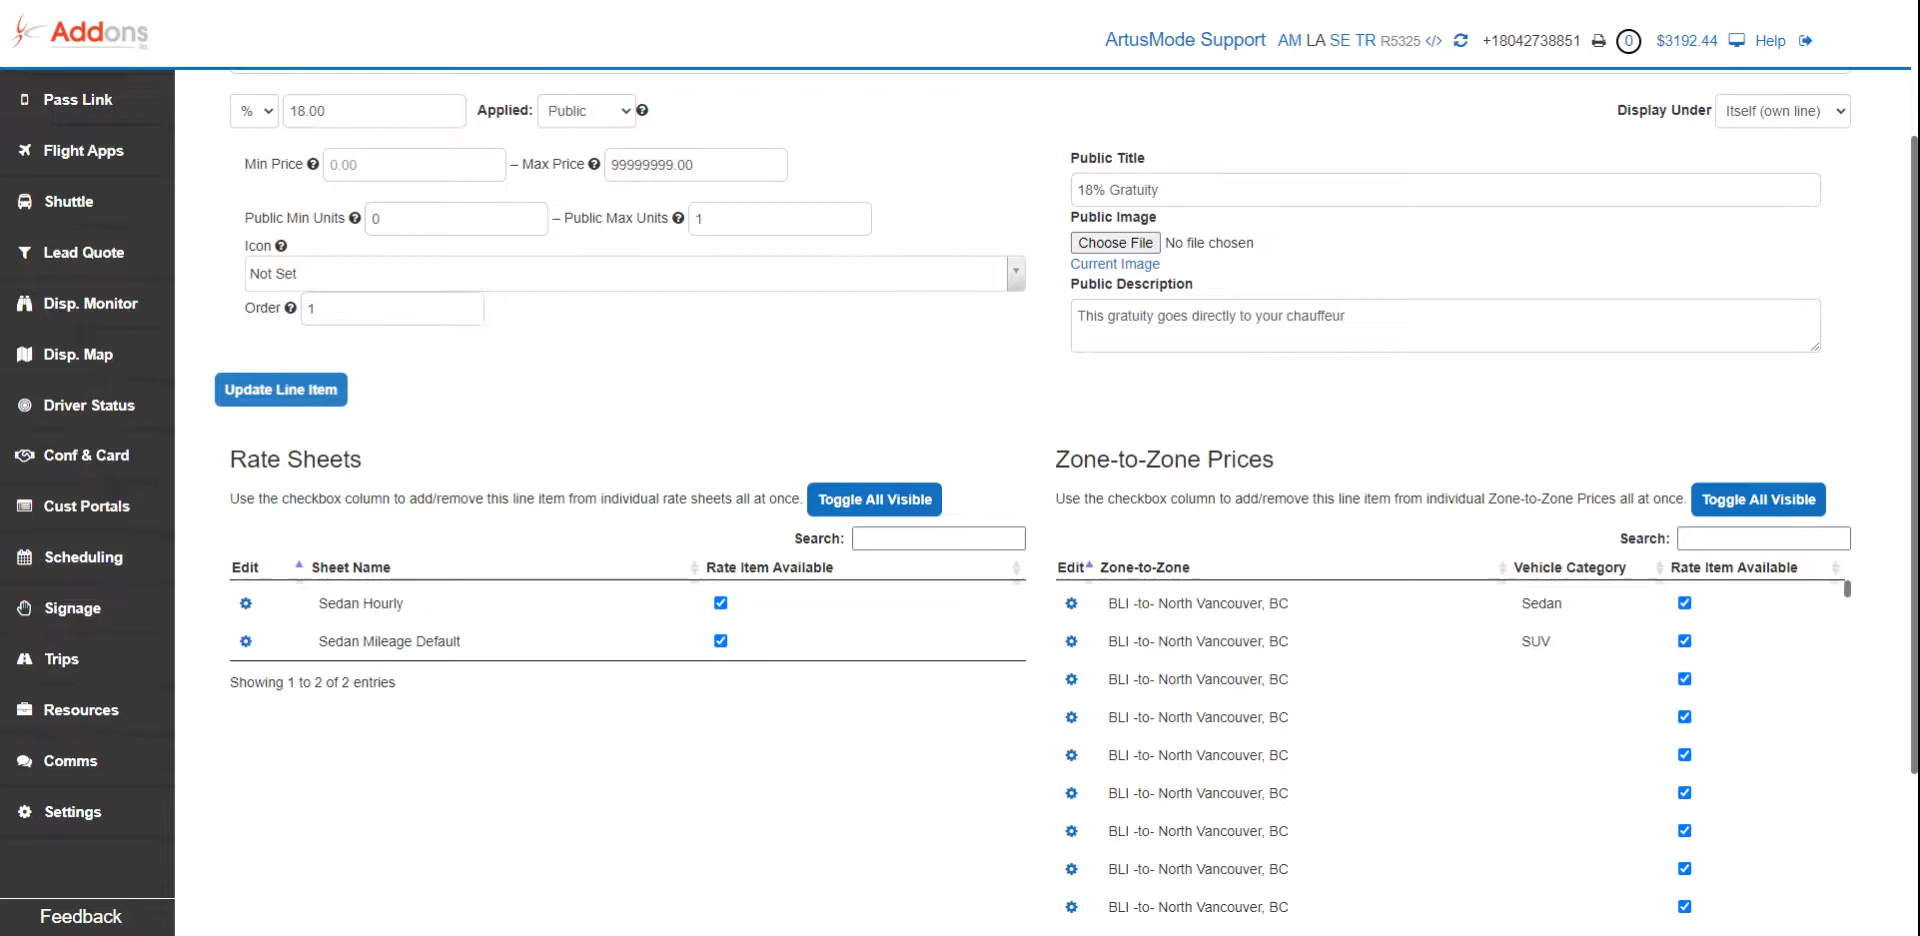 Addons
ArtusMode Support AM LA SE TR R5325 </> +18042738851 0 $3192.44 Help
Pass Link
Flight Apps
Shuttle
Lead Quote
Disp. Monitor
Disp. Map
Driver Status
Conf & Card
Cust Portals
Scheduling
Signage
Trips
Resources
Comms
Settings
Feedback
% 18.00 Applied: Public
Display Under Itself (own line)
Min Price 0.00 – Max Price 99999999.00
Public Min Units 0 – Public Max Units 1
Icon
Not Set
Order 1
Public Title
18% Gratuity
Public Image
Choose File No file chosen
Current Image
Public Description
This gratuity goes directly to your chauffeur
Update Line Item
Rate Sheets
Use the checkbox column to add/remove this line item from individual rate sheets all at once. Toggle All Visible
Search:
Edit Sheet Name Rate Item Available
Sedan Hourly
Sedan Mileage Default
Showing 1 to 2 of 2 entries
Zone-to-Zone Prices
Use the checkbox column to add/remove this line item from individual Zone-to-Zone Prices all at once. Toggle All Visible
Search:
Edit Zone-to-Zone Vehicle Category Rate Item Available
BLI -to- North Vancouver, BC Sedan
BLI -to- North Vancouver, BC SUV
BLI -to- North Vancouver, BC
BLI -to- North Vancouver, BC
BLI -to- North Vancouver, BC
BLI -to- North Vancouver, BC
BLI -to- North Vancouver, BC
BLI -to- North Vancouver, BC
BLI -to- North Vancouver, BC